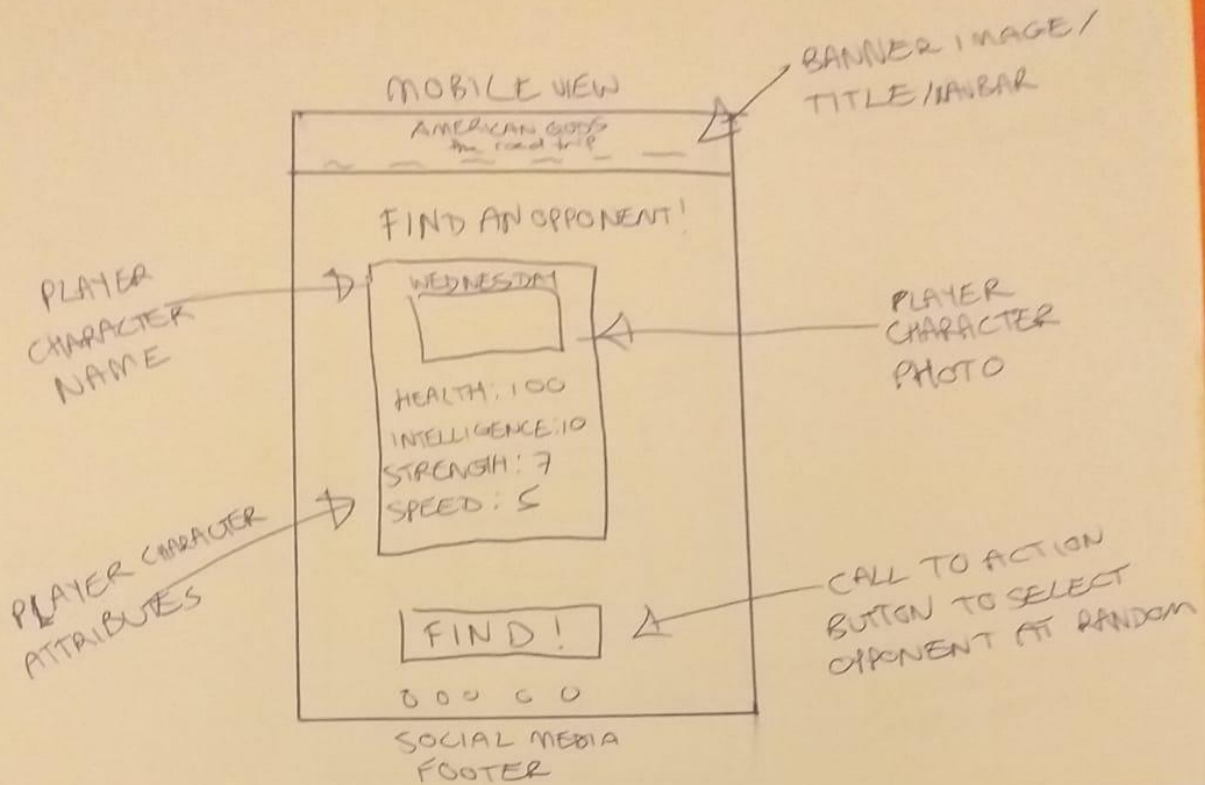 MOBILE VIEW
BANNER IMAGE/
TITLE/NAVBAR
AMERICAN GODS
the road trip
FIND AN OPPONENT!
PLAYER
CHARACTER
NAME
WEDNESDAY
PLAYER
CHARACTER
PHOTO
HEALTH: 100
INTELLIGENCE: 10
STRENGTH: 7
SPEED: 5
PLAYER CHARACTER
ATTRIBUTES
FIND!
CALL TO ACTION
BUTTON TO SELECT
OPPONENT AT RANDOM
SOCIAL MEDIA
FOOTER